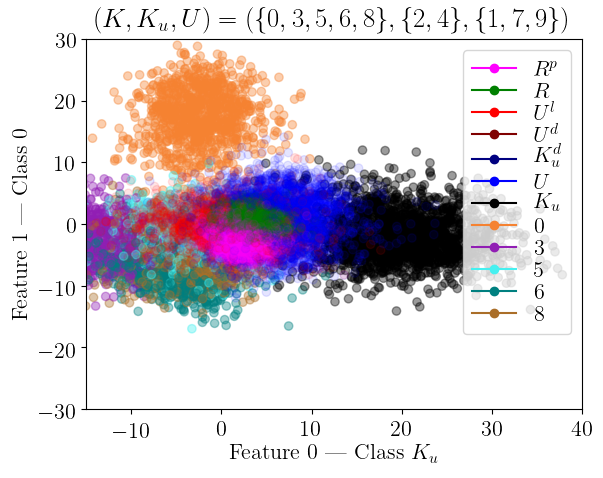 (K, K_u, U) = ({0, 3, 5, 6, 8}, {2, 4}, {1, 7, 9})
30
20
10
0
−10
−20
−30
Feature 1 — Class 0
−10
0
10
20
30
40
Feature 0 — Class K_u
R^p
R
U^l
U^d
K_u^d
U
K_u
0
3
5
6
8